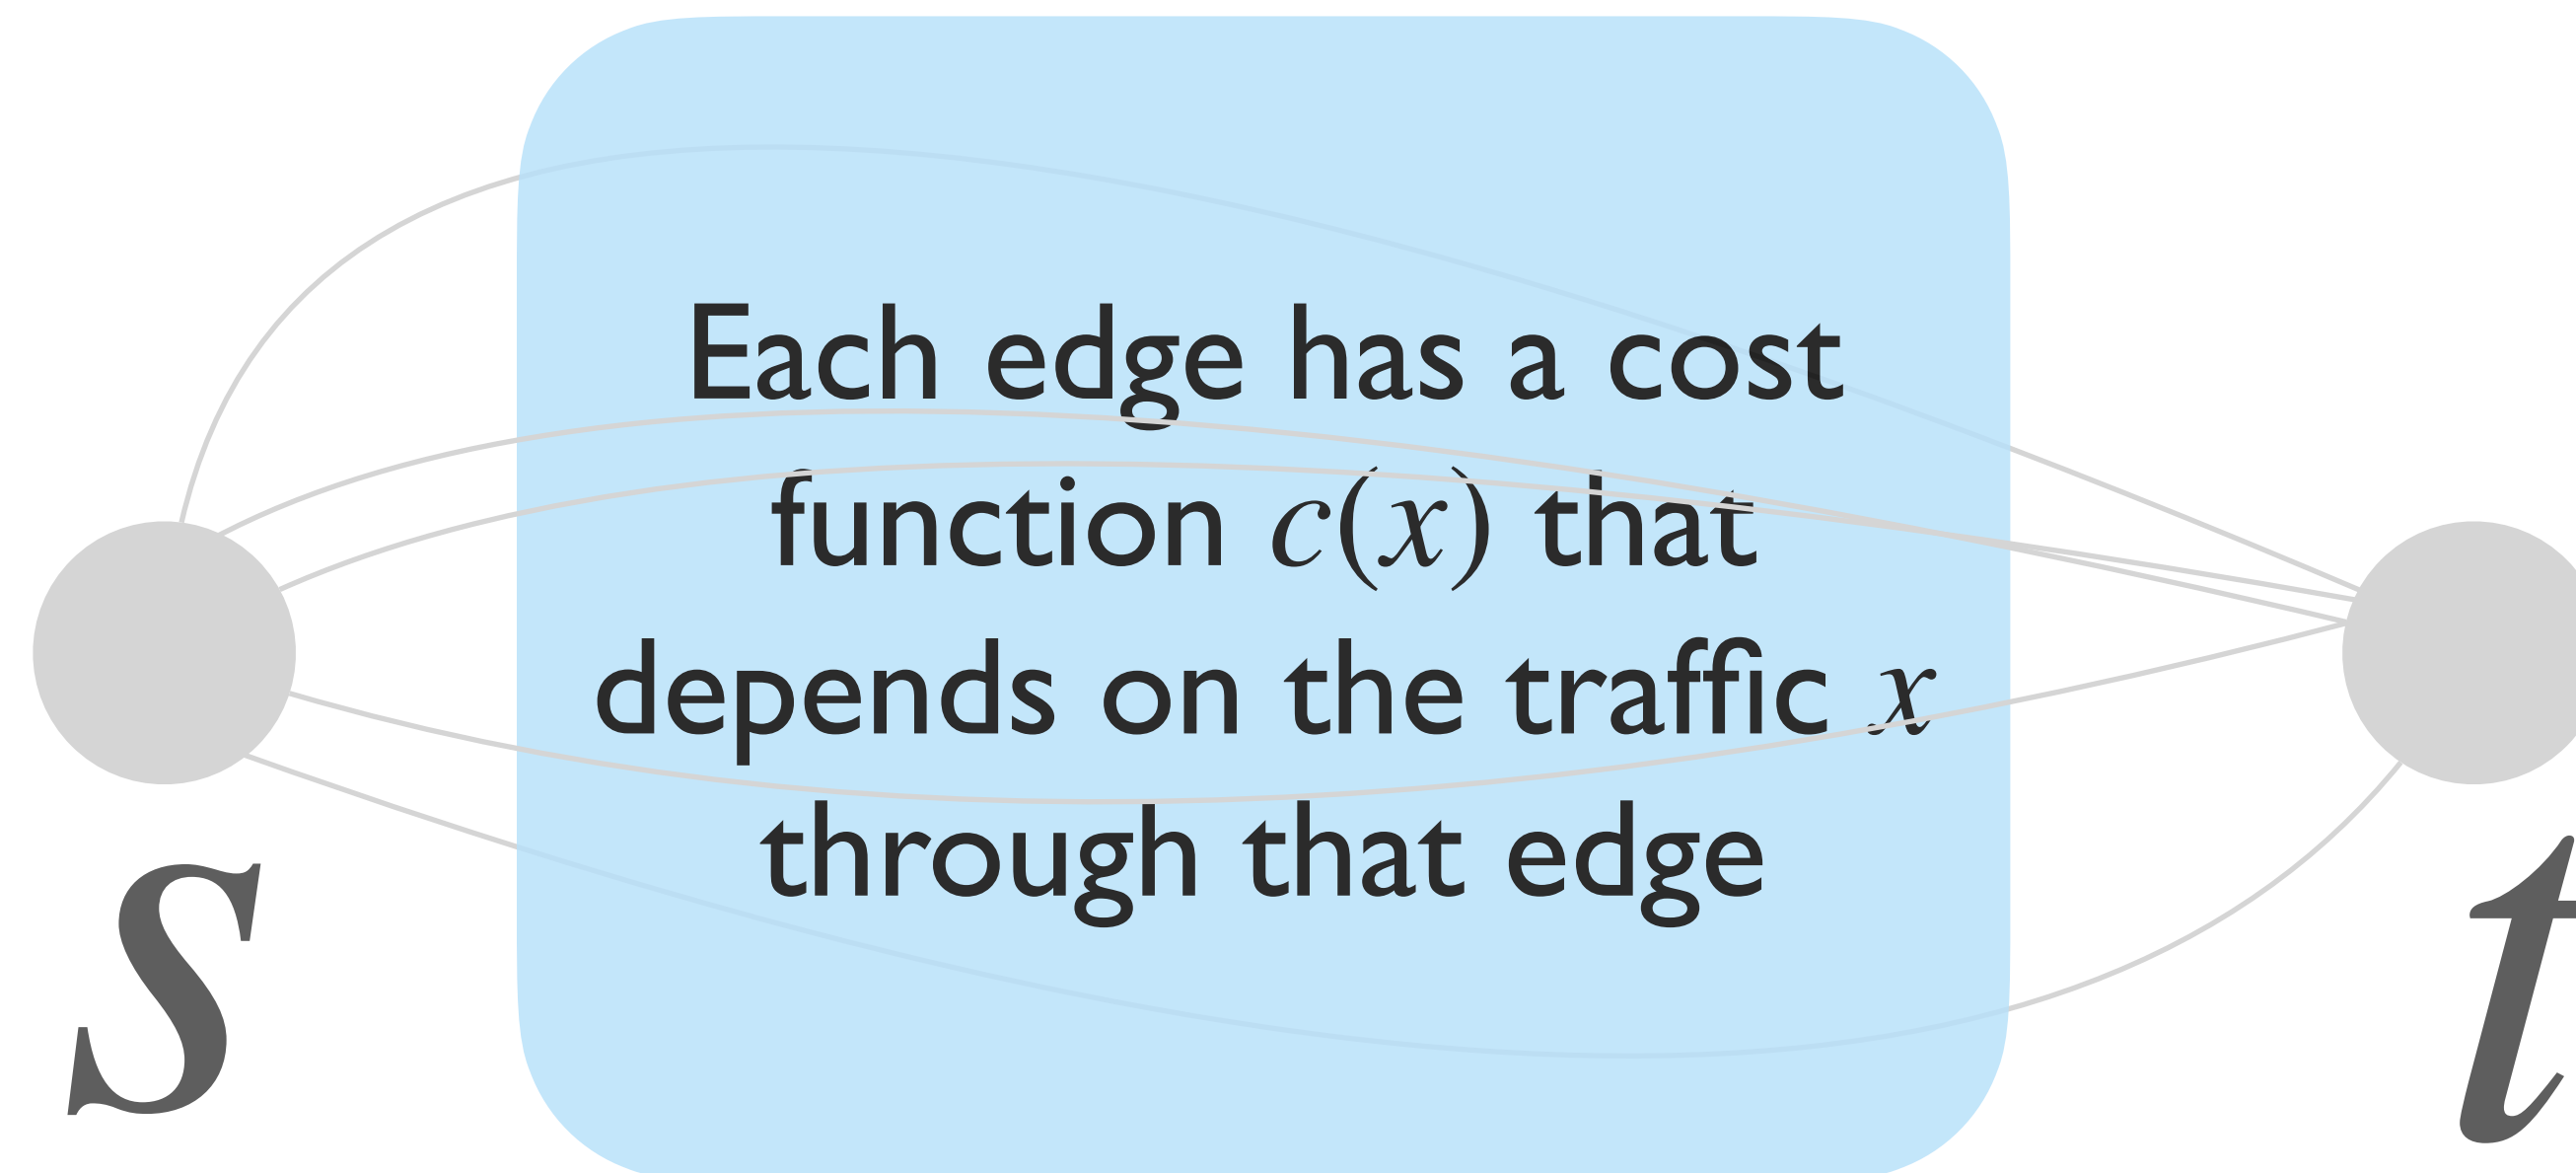 Each edge has a cost
function c(x) that
depends on the traffic x
through that edge
s
t